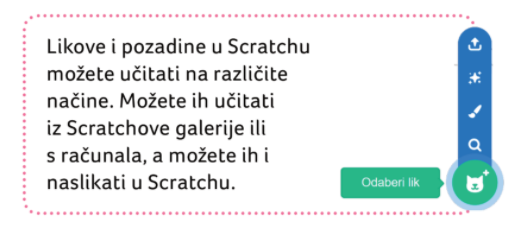 Likove i pozadine u Scratchu
možete učitati na različite
načine. Možete ih učitati
iz Scratchove galerije ili
s računala, a možete ih i
naslikati u Scratchu.
Odaberi lik